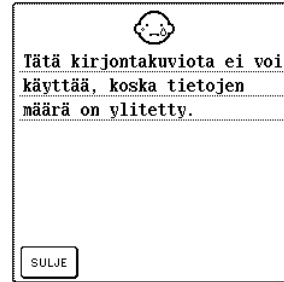 Tätä kirjontakuviota ei voi
käyttää, koska tietojen
määrä on ylitetty.
SULJE